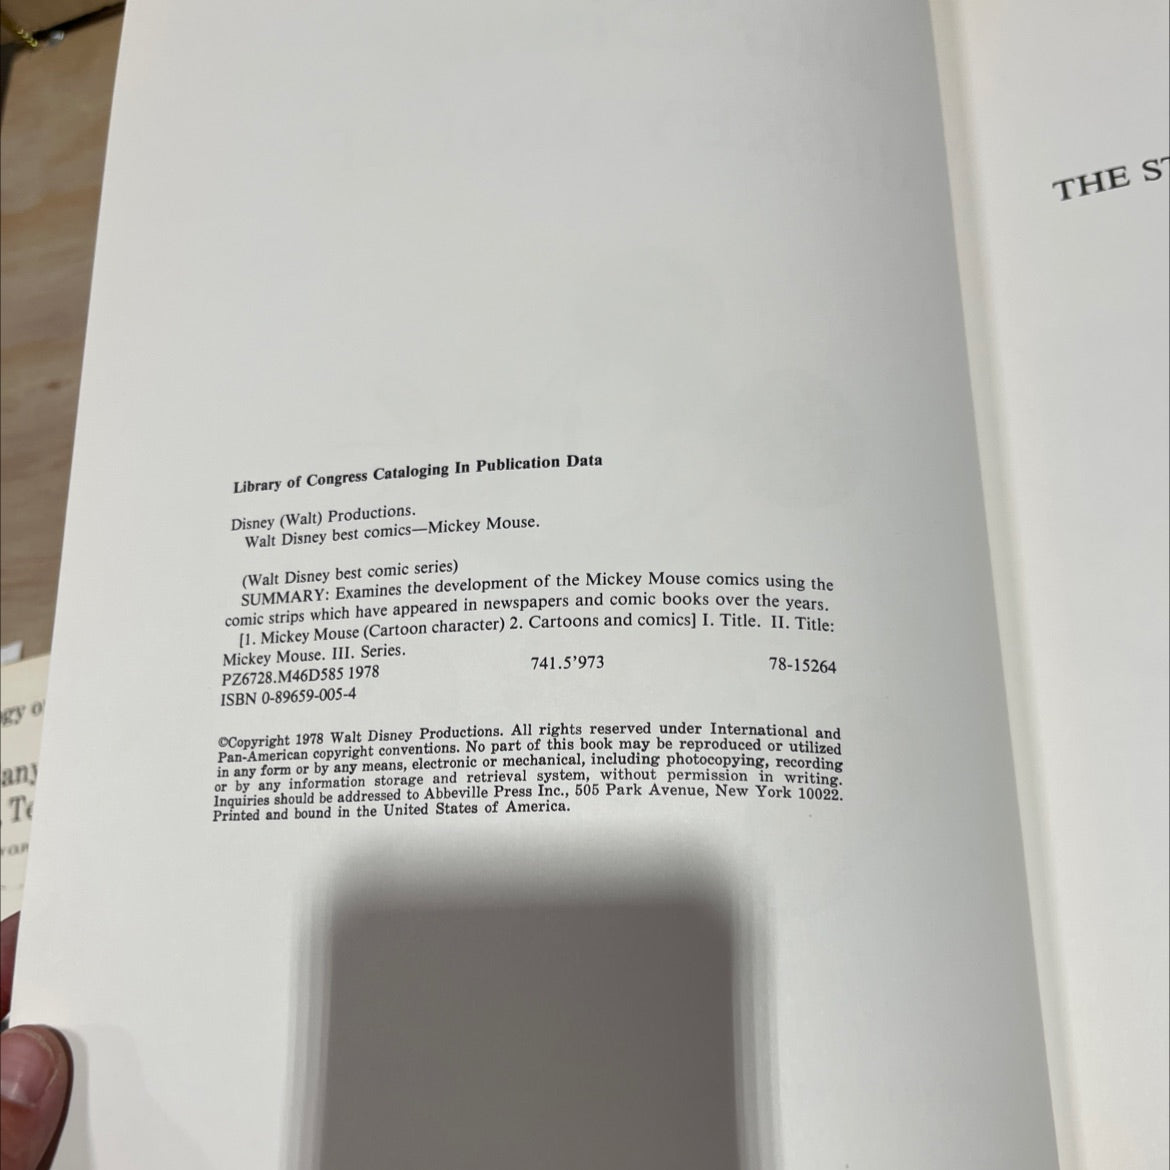 Library of Congress Cataloging In Publication Data
Disney (Walt) Productions.
Walt Disney best comics—Mickey Mouse.
(Walt Disney best comic series)
SUMMARY: Examines the development of the Mickey Mouse comics using the
comic strips which have appeared in newspapers and comic books over the years.
[1. Mickey Mouse (Cartoon character) 2. Cartoons and comics] I. Title. II. Title:
Mickey Mouse. III. Series.
PZ6728.M46D585 1978 741.5'973 78-15264
ISBN 0-89659-005-4
©Copyright 1978 Walt Disney Productions. All rights reserved under International and
Pan-American copyright conventions. No part of this book may be reproduced or utilized
in any form or by any means, electronic or mechanical, including photocopying, recording
or by any information storage and retrieval system, without permission in writing.
Inquiries should be addressed to Abbeville Press Inc., 505 Park Avenue, New York 10022.
Printed and bound in the United States of America.
THE